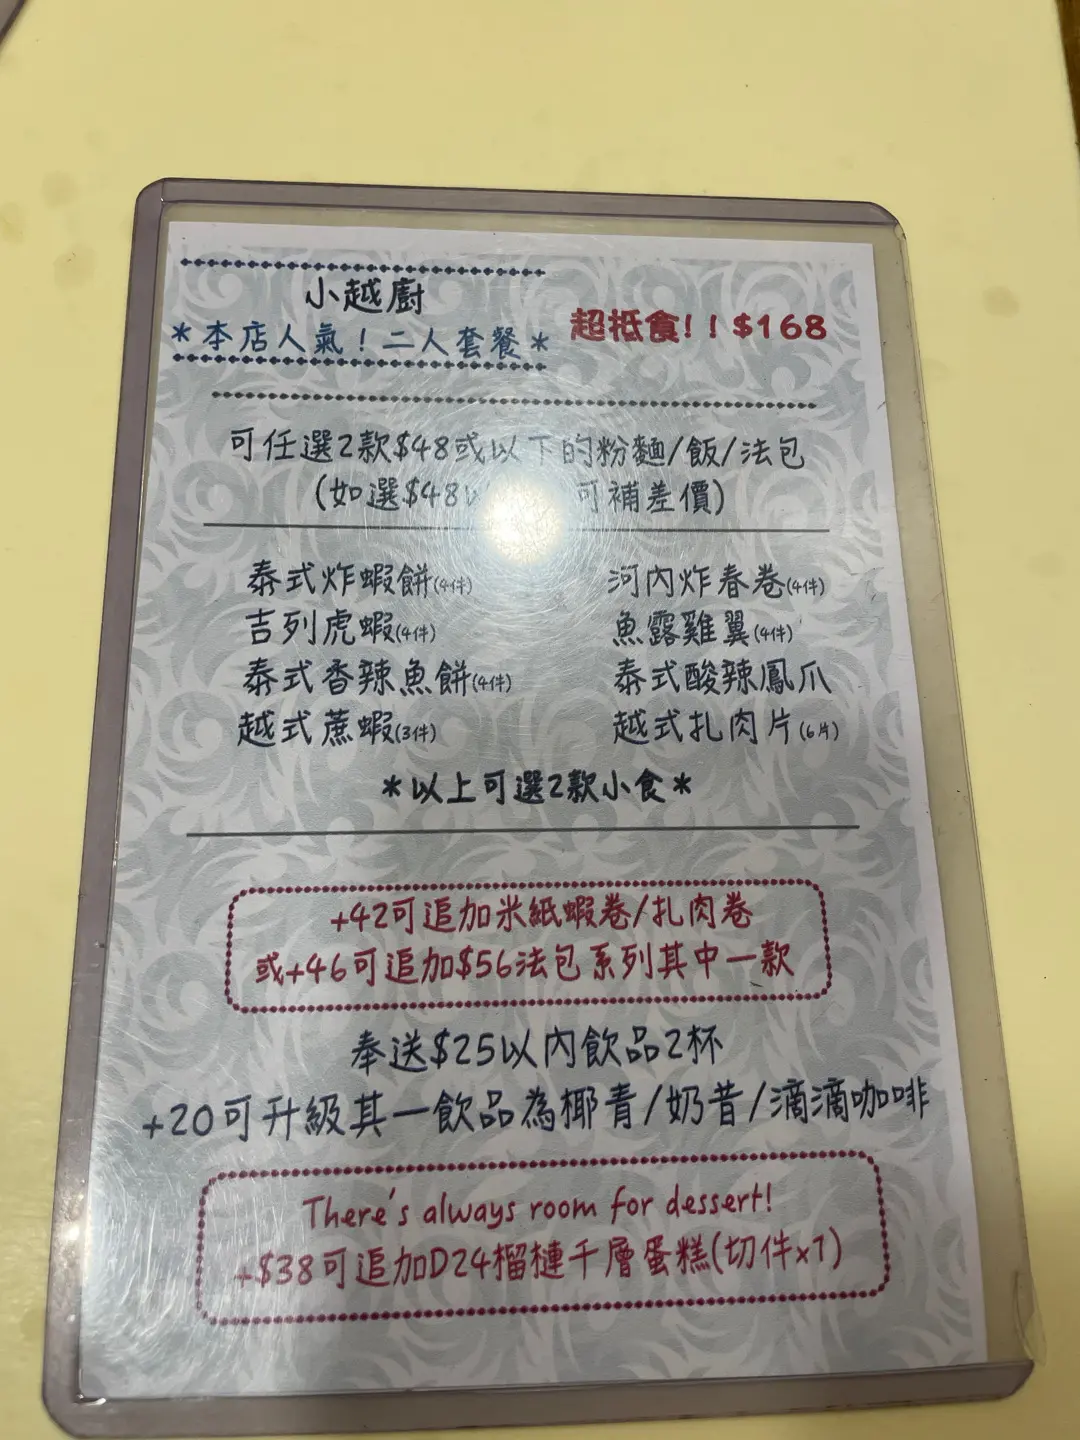 小越廚
*本店人氣！二人套餐*
超抵食!！$168
可任選2款$48或以下的粉麵/飯/法包
(如選$48 可補差價)
泰式炸蝦餅(4件)
河內炸春卷(4件)
吉列虎蝦(4件)
魚露雞翼(4件)
泰式香辣魚餅(4件)
泰式酸辣鳳爪
越式蔗蝦(3件)
越式扎肉片(6片)
*以上可選2款小食*
+42可追加米紙蝦卷/扎肉卷
或+46可追加$56法包系列其中一款
奉送$25以內飲品2杯
+20可升級其一飲品為椰青/奶昔/滴滴咖啡
There's always room for dessert!
+$38可追加D24榴槤千層蛋糕(切件x1)